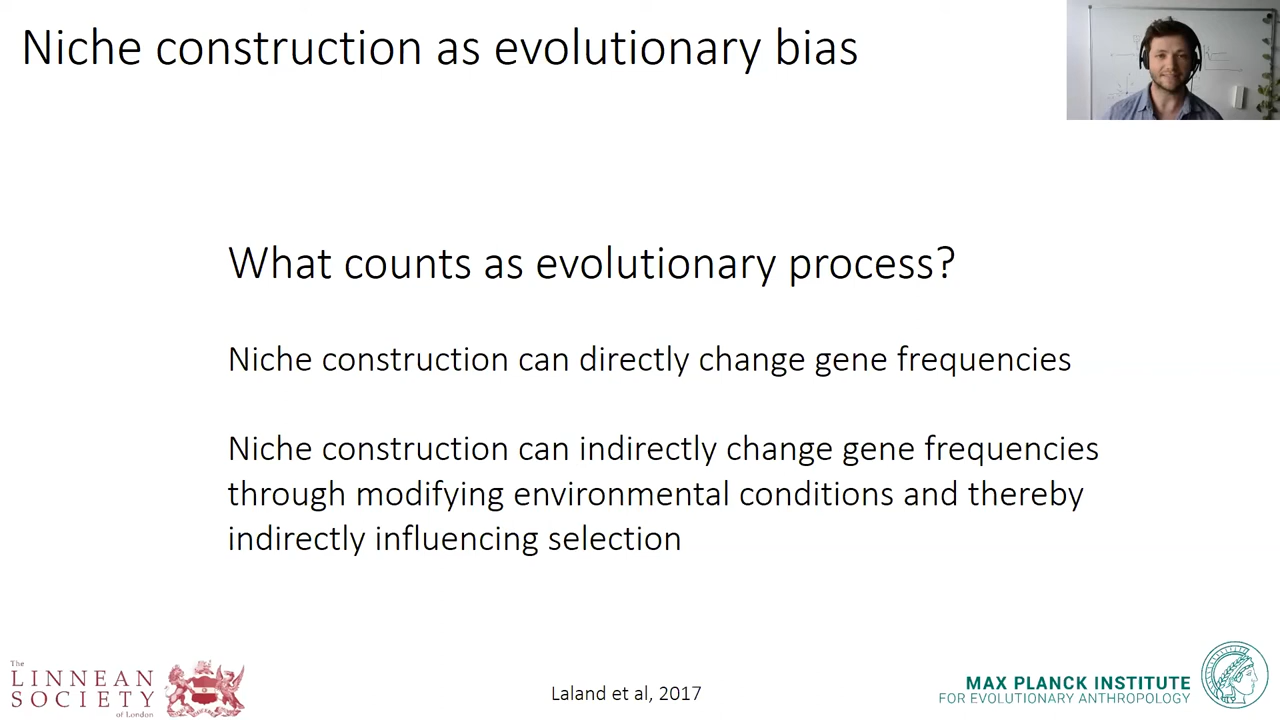 Niche construction as evolutionary bias
What counts as evolutionary process?
Niche construction can directly change gene frequencies
Niche construction can indirectly change gene frequencies
through modifying environmental conditions and thereby
indirectly influencing selection
The
LINNEAN
SOCIETY
of London
Laland et al, 2017
MAX PLANCK INSTITUTE
FOR EVOLUTIONARY ANTHROPOLOGY